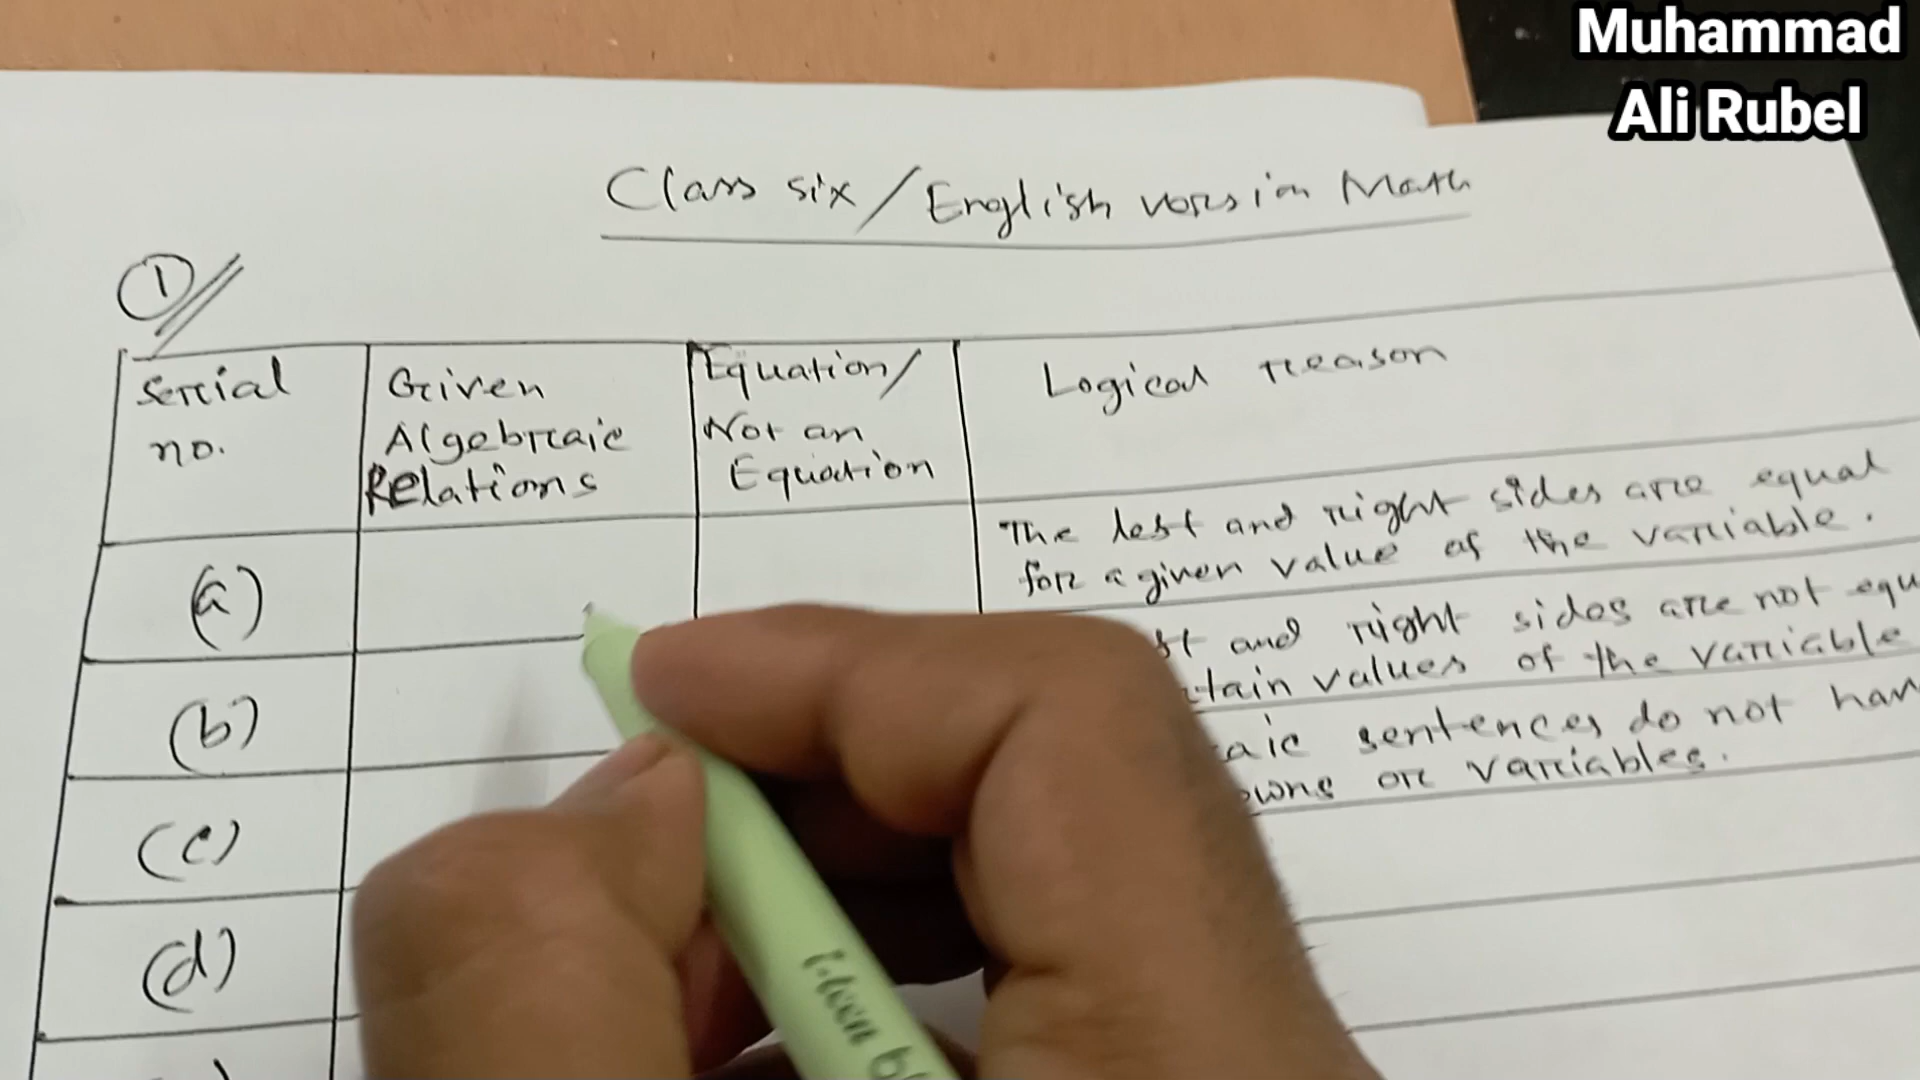 Muhammad
Ali Rubel
Class six/English version Math
1
Serial
no.
Given
Algebraic
Relations
Equation/
Not an
Equation
Logical reason
(a)
The left and right sides are equal
for a given value of the variable.
(b)
and right sides are not equ
values of the variable
(c)
sentences do not hav
or variables.
(d)
i-teen